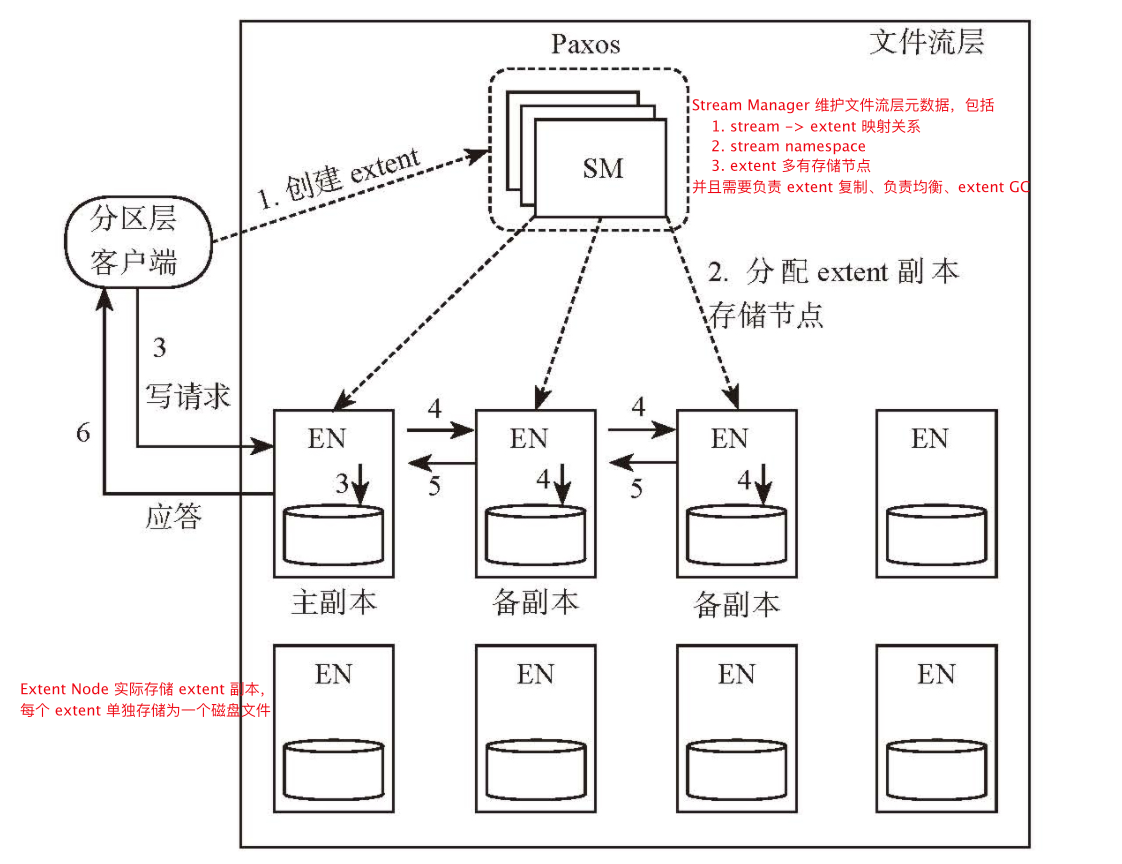 文件流层
Paxos
Stream Manager 维护文件流层元数据，包括
1. stream -> extent 映射关系
2. stream namespace
3. extent 多有存储节点
并且需要负责 extent 复制、负责均衡、extent GC
SM
1. 创建 extent
分区层
客户端
2. 分配 extent 副本
存储节点
3
写请求
6
应答
EN
3
主副本
4
5
EN
4
备副本
4
5
EN
4
备副本
EN
Extent Node 实际存储 extent 副本，
每个 extent 单独存储为一个磁盘文件
EN
EN
EN
EN